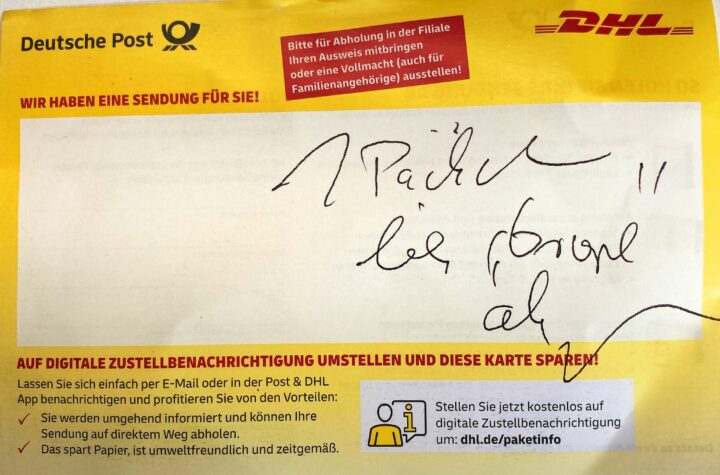 Deutsche Post
DHL
Bitte für Abholung in der Filiale
Ihren Ausweis mitbringen
oder eine Vollmacht (auch für
Familienangehörige) ausstellen!
WIR HABEN EINE SENDUNG FÜR SIE!
1 Päckch
bei
AUF DIGITALE ZUSTELLBENACHRICHTIGUNG UMSTELLEN UND DIESE KARTE SPAREN!
Lassen Sie sich einfach per E-Mail oder in der Post & DHL
App benachrichtigen und profitieren Sie von den Vorteilen:
✓ Sie werden umgehend informiert und können Ihre
Sendung auf direktem Weg abholen.
✓ Das spart Papier, ist umweltfreundlich und zeitgemäß.
Stellen Sie jetzt kostenlos auf
digitale Zustellbenachrichtigung
um: dhl.de/paketinfo